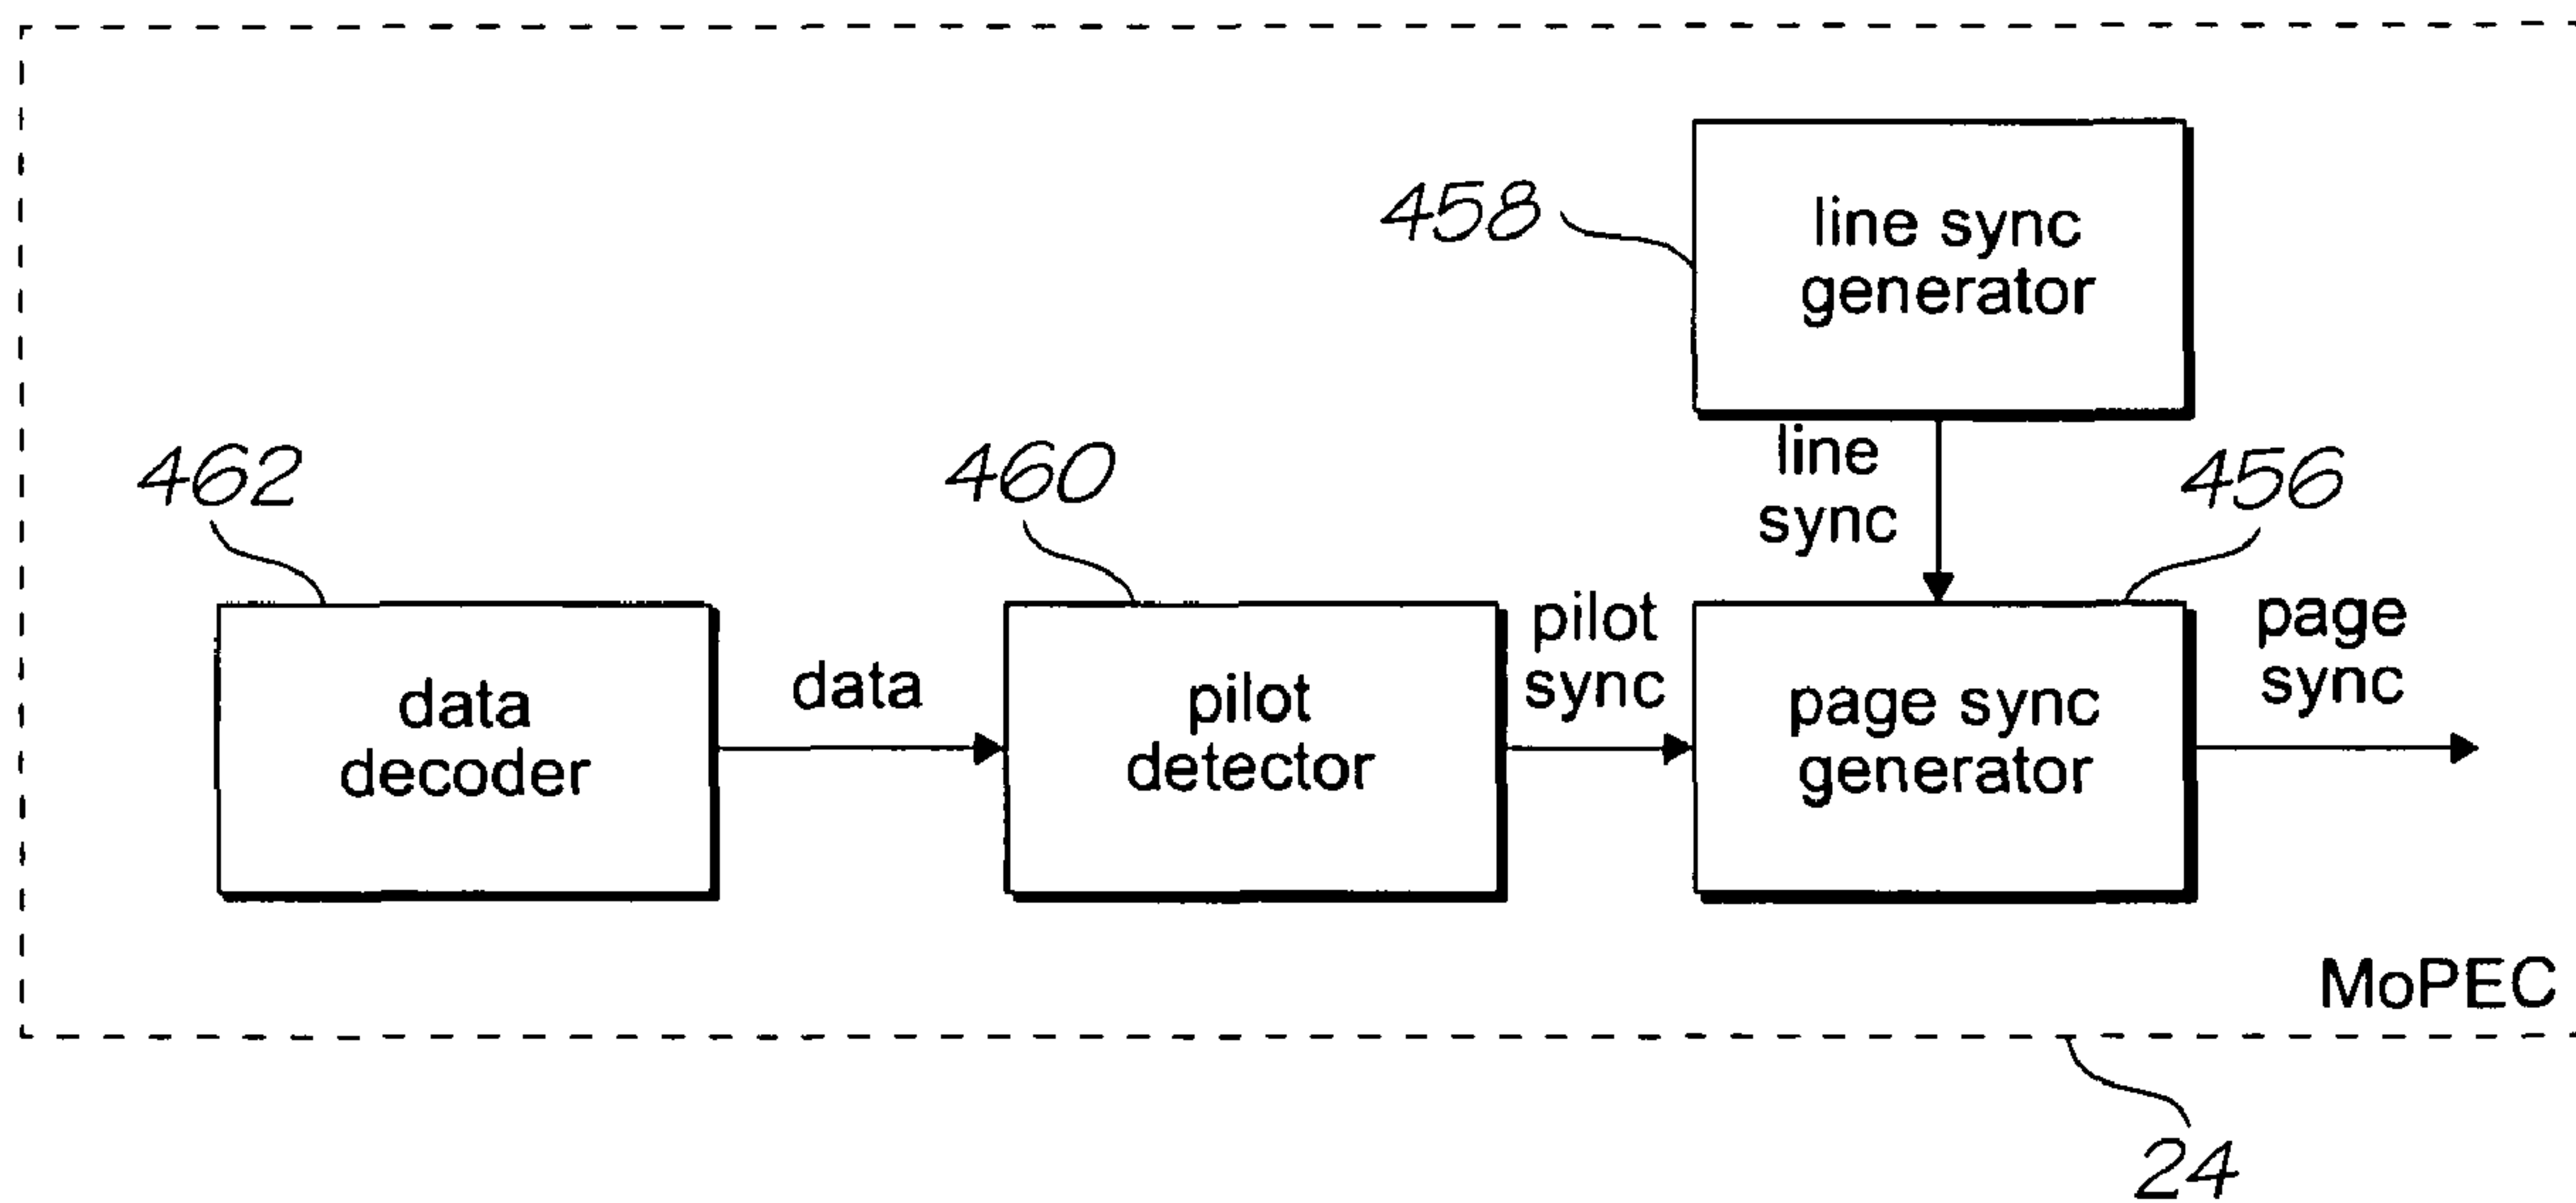 458
line sync
generator
line
sync
462
460
456
data
decoder
data
pilot
detector
pilot
sync
page sync
generator
page
sync
MoPEC
24